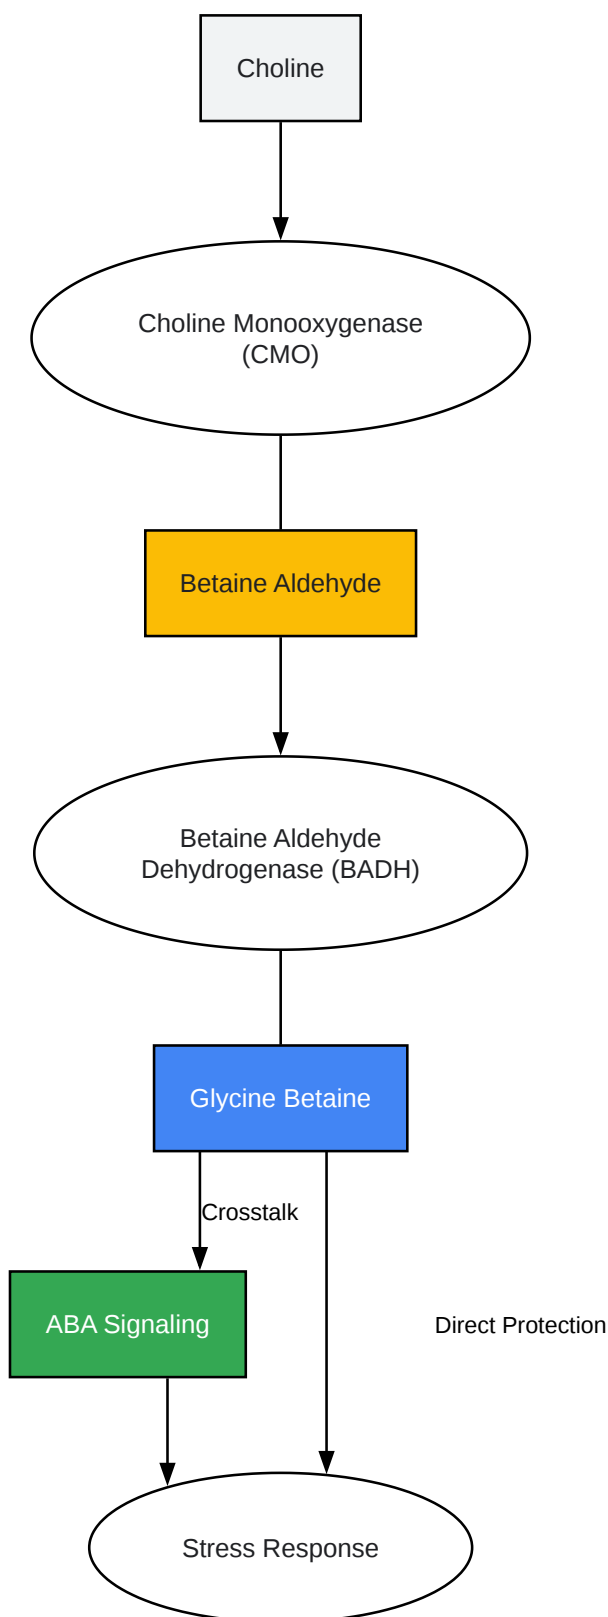 Choline
Choline Monooxygenase
(CMO)
Betaine Aldehyde
Betaine Aldehyde
Dehydrogenase (BADH)
Glycine Betaine
Crosstalk
ABA Signaling
Direct Protection
Stress Response